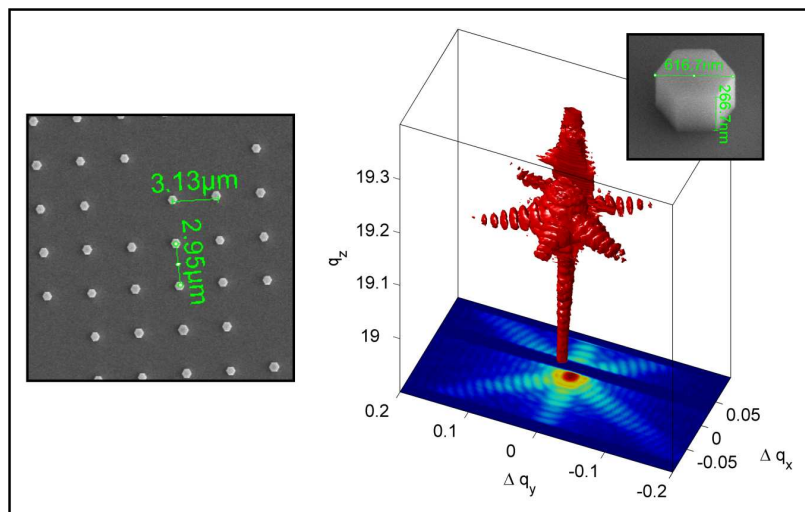 3.13µm
2.95µm
616.7nm
266.7nm
19.3
19.2
19.1
19
q_z
0.2
0.1
0
-0.1
-0.2
Δ q_y
0.05
0
-0.05
Δ q_x